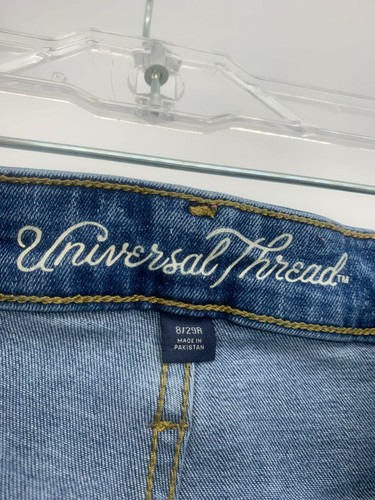 Universal Thread™
8/29R
MADE IN
PAKISTAN